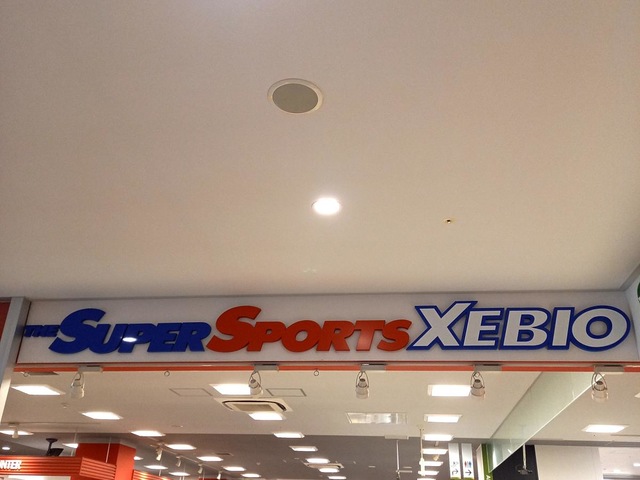 THE SUPER SPORTS XEBIO